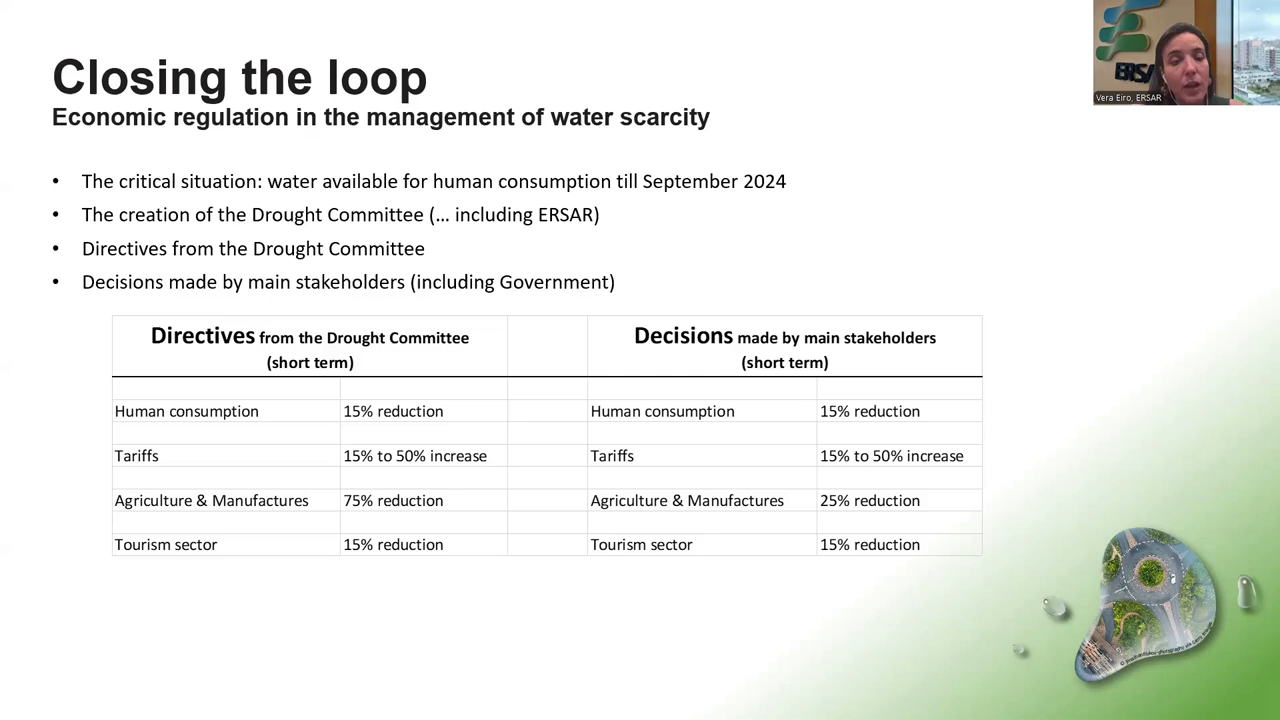 Closing the loop
Economic regulation in the management of water scarcity
• The critical situation: water available for human consumption till September 2024
• The creation of the Drought Committee (… including ERSAR)
• Directives from the Drought Committee
• Decisions made by main stakeholders (including Government)
Directives from the Drought Committee
(short term)
Decisions made by main stakeholders
(short term)
Human consumption 15% reduction Human consumption 15% reduction
Tariffs 15% to 50% increase Tariffs 15% to 50% increase
Agriculture & Manufactures 75% reduction Agriculture & Manufactures 25% reduction
Tourism sector 15% reduction Tourism sector 15% reduction
Vera Eiro, ERSAR